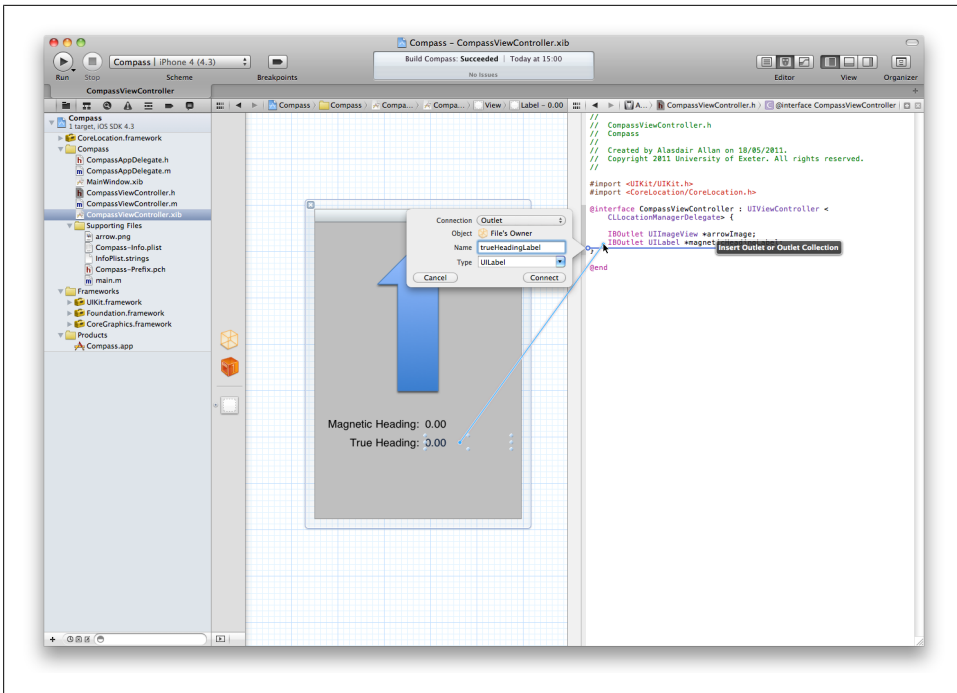 Compass – CompassViewController.xib
Compass | iPhone 4 (4.3)
Build Compass: Succeeded | Today at 15:00
No Issues
Run Stop Scheme Breakpoints Editor View Organizer
CompassViewController
Compass Compass Compa... Compa... View Label – 0.00
A... CompassViewController.h @interface CompassViewController
Compass
1 target, iOS SDK 4.3
CoreLocation.framework
Compass
CompassAppDelegate.h
CompassAppDelegate.m
MainWindow.xib
CompassViewController.h
CompassViewController.m
CompassViewController.xib
Supporting Files
arrow.png
Compass-Info.plist
InfoPlist.strings
Compass-Prefix.pch
main.m
Frameworks
UIKit.framework
Foundation.framework
CoreGraphics.framework
Products
Compass.app
Connection Outlet
Object File's Owner
Name trueHeadingLabel
Type UILabel
Cancel Connect
Magnetic Heading: 0.00
True Heading: 0.00
//
// CompassViewController.h
// Compass
//
// Created by Alasdair Allan on 18/05/2011.
// Copyright 2011 University of Exeter. All rights reserved.
//
#import <UIKit/UIKit.h>
#import <CoreLocation/CoreLocation.h>
@interface CompassViewController : UIViewController <
CLLocationManagerDelegate> {
IBOutlet UIImageView *arrowImage;
IBOutlet UILabel
Insert Outlet or Outlet Collection
}
@end